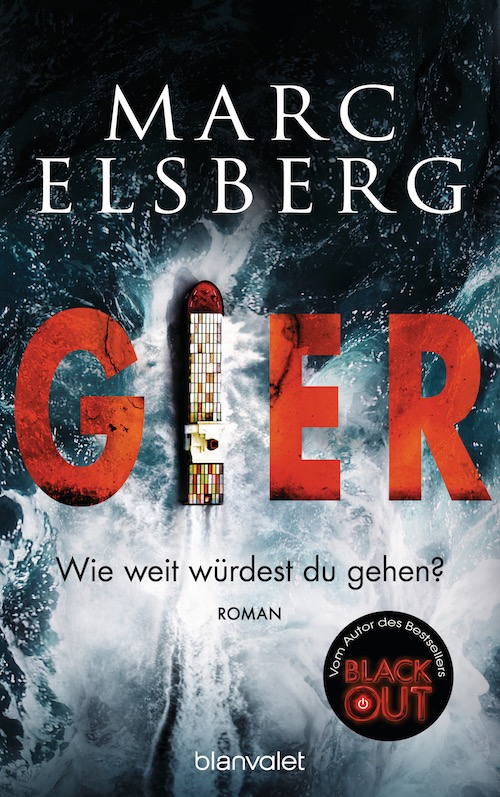 MARC
ELSBERG
GIER
Wie weit würdest du gehen?
ROMAN
Vom Autor des Bestsellers
BLACK
OUT
blanvalet